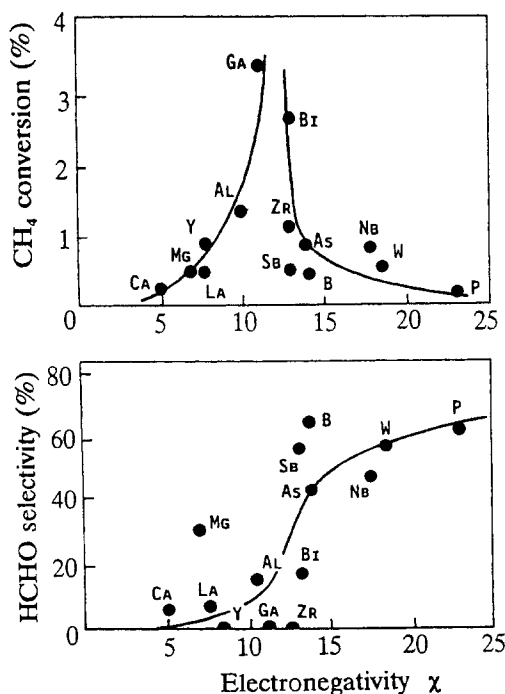 CH4 conversion (%)
4
3
2
1
0
GA
BI
AL
ZR
Y
AS
NB
MG
W
SB
CA
LA
B
P
0
5
10
15
20
25
HCHO selectivity (%)
80
60
40
20
0
B
P
W
SB
AS
NB
MG
AL
BI
CA
LA
Y
GA
ZR
5
10
15
20
25
Electronegativity χ